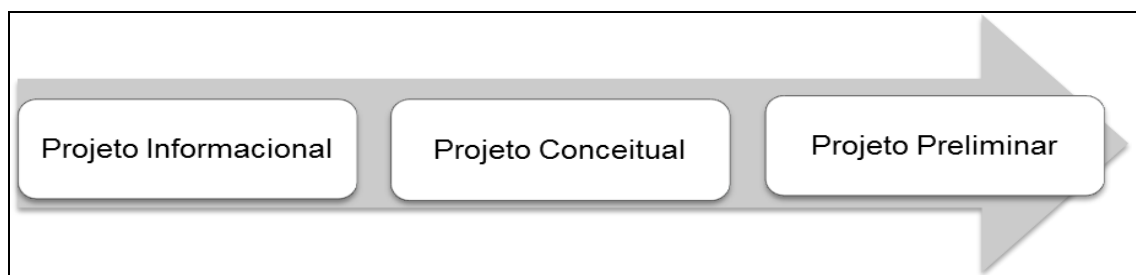 Projeto Informacional
Projeto Conceitual
Projeto Preliminar